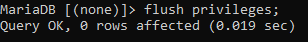 MariaDB [(none)]> flush privileges;
Query OK, 0 rows affected (0.019 sec)